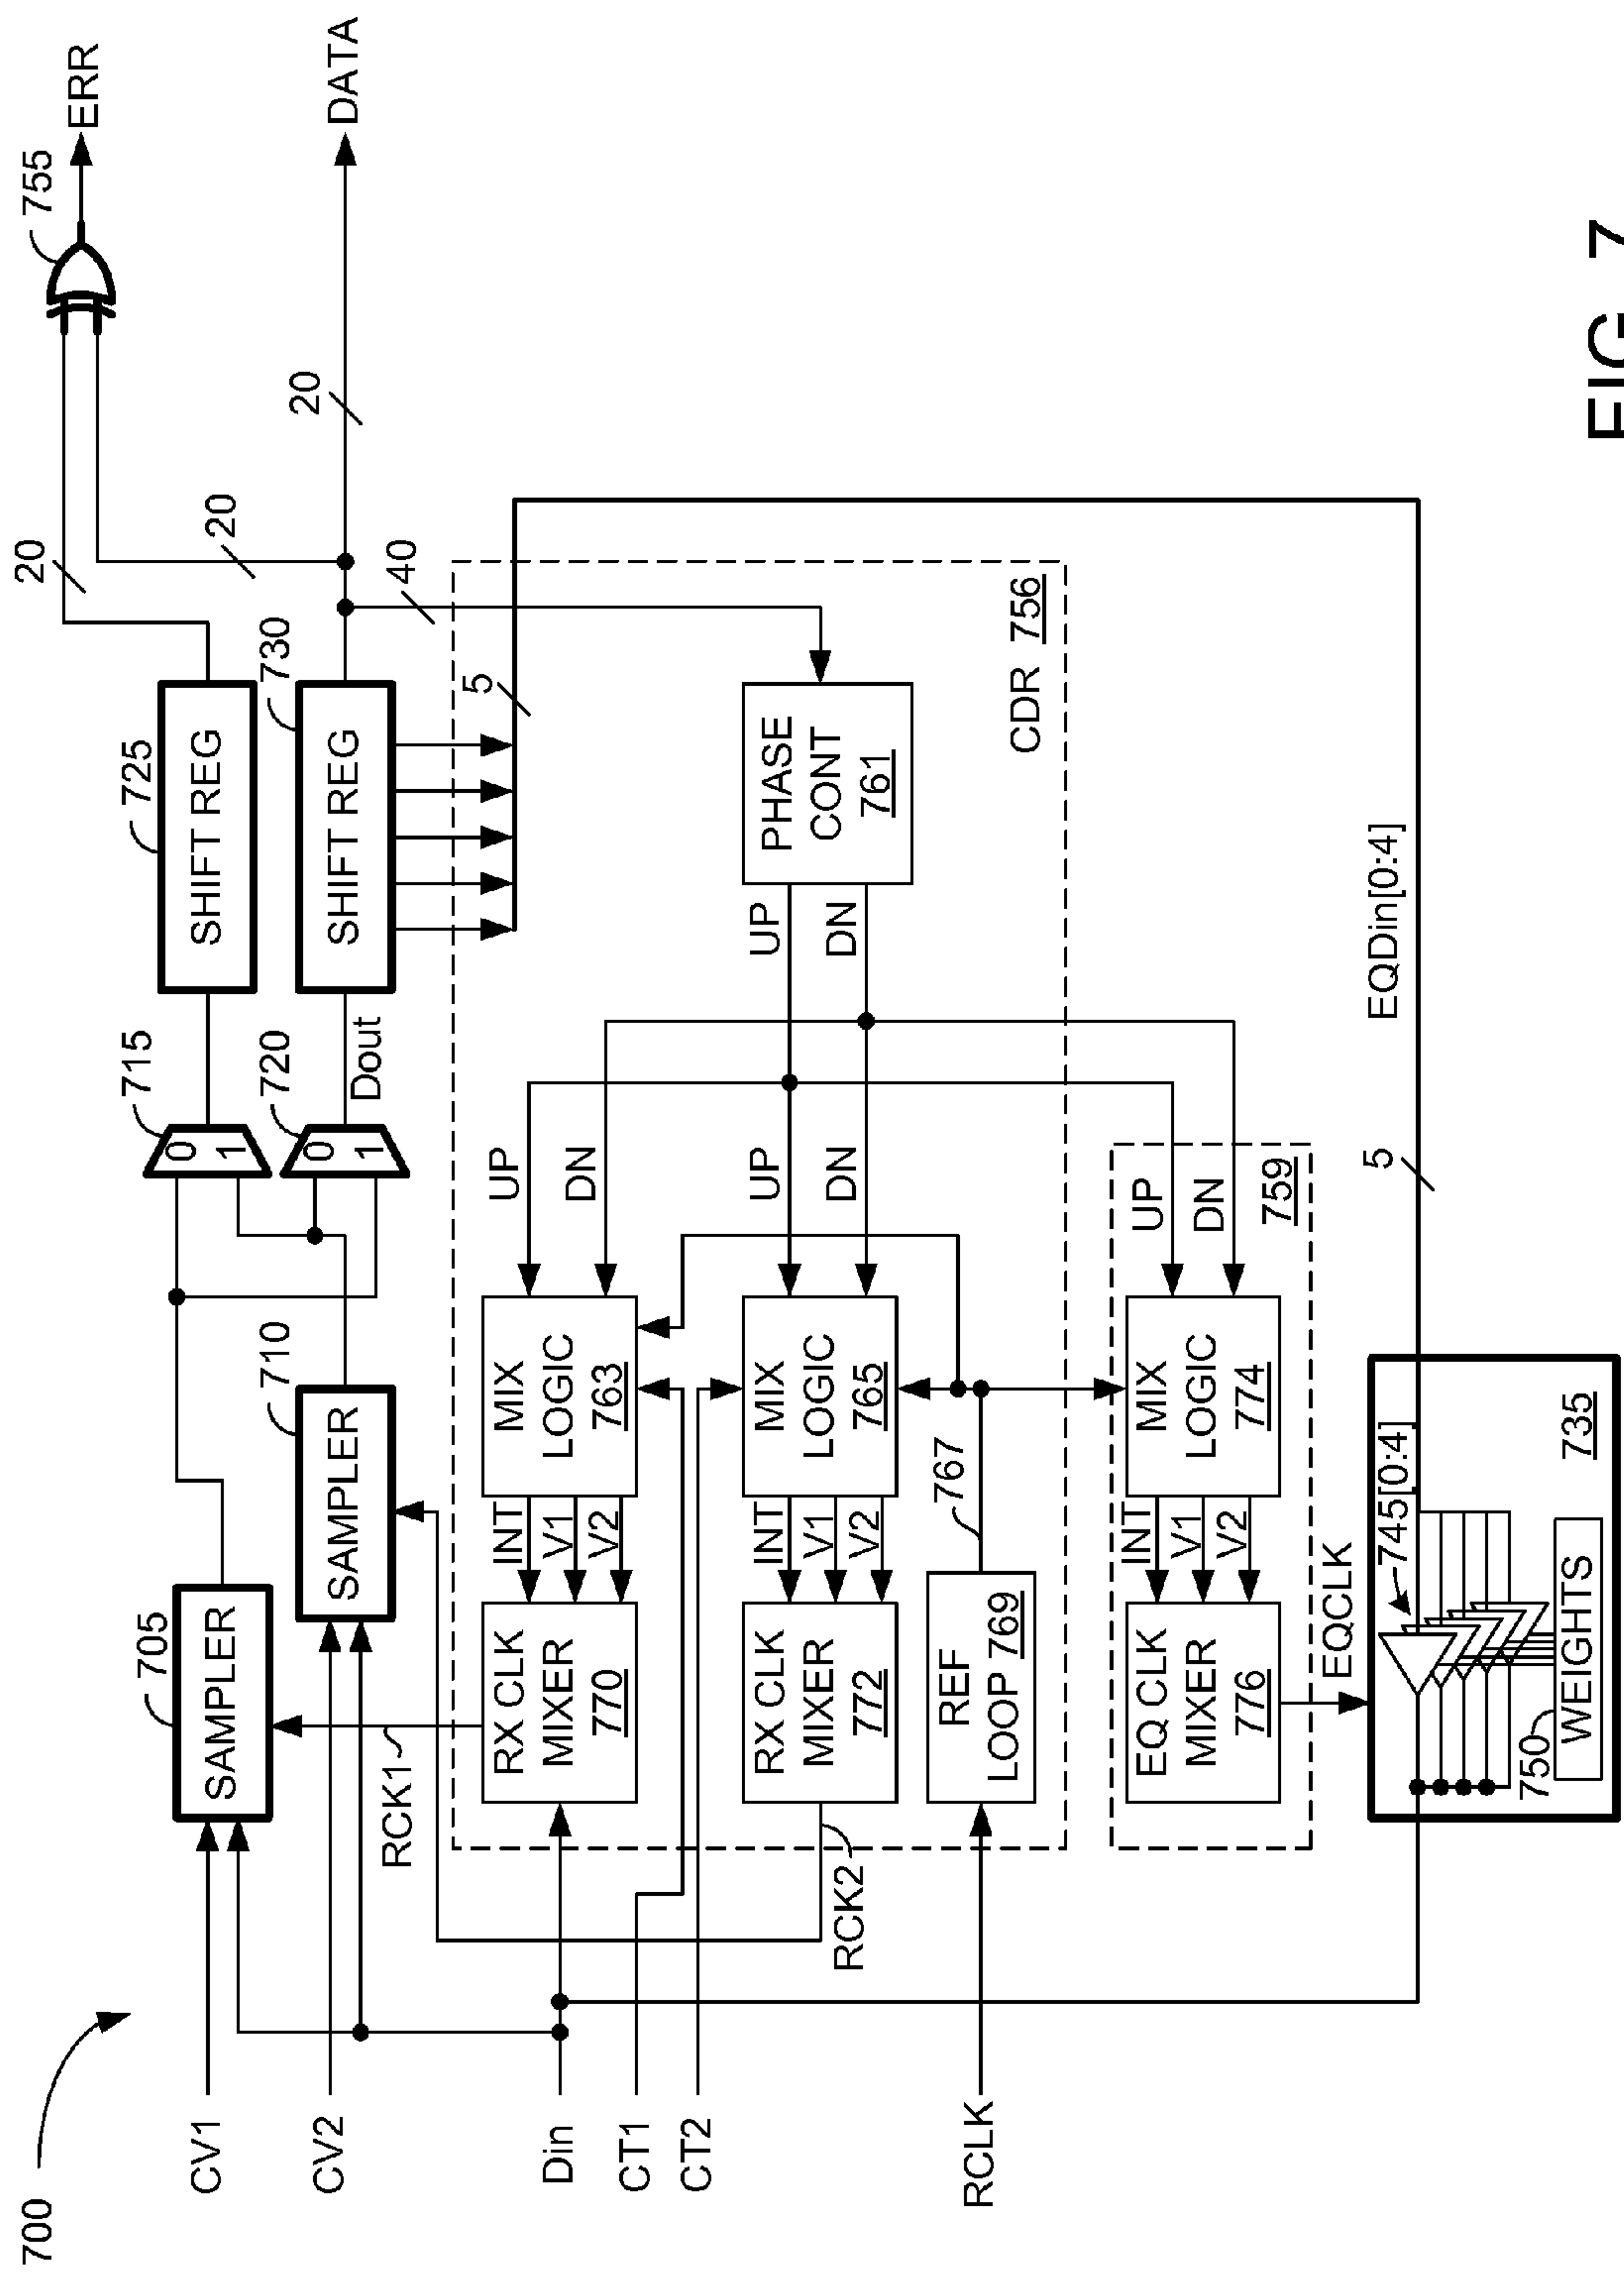 700
CV1
CV2
Din
CT1
CT2
RCLK
705
SAMPLER
710
SAMPLER
715
0
1
720
0
1
Dout
725
SHIFT REG
730
SHIFT REG
20
20
20
40
5
755
ERR
DATA
RCK1
RCK2
RX CLK
MIXER
770
INT
V1
V2
MIX
LOGIC
763
UP
DN
RX CLK
MIXER
772
INT
V1
V2
MIX
LOGIC
765
UP
DN
UP
DN
PHASE
CONT
761
CDR 756
REF
LOOP 769
767
EQ CLK
MIXER
776
INT
V1
V2
MIX
LOGIC
774
UP
DN
759
EQCLK
EQDin[0:4]
5
745[0:4]
750
WEIGHTS
735
FIG. 7